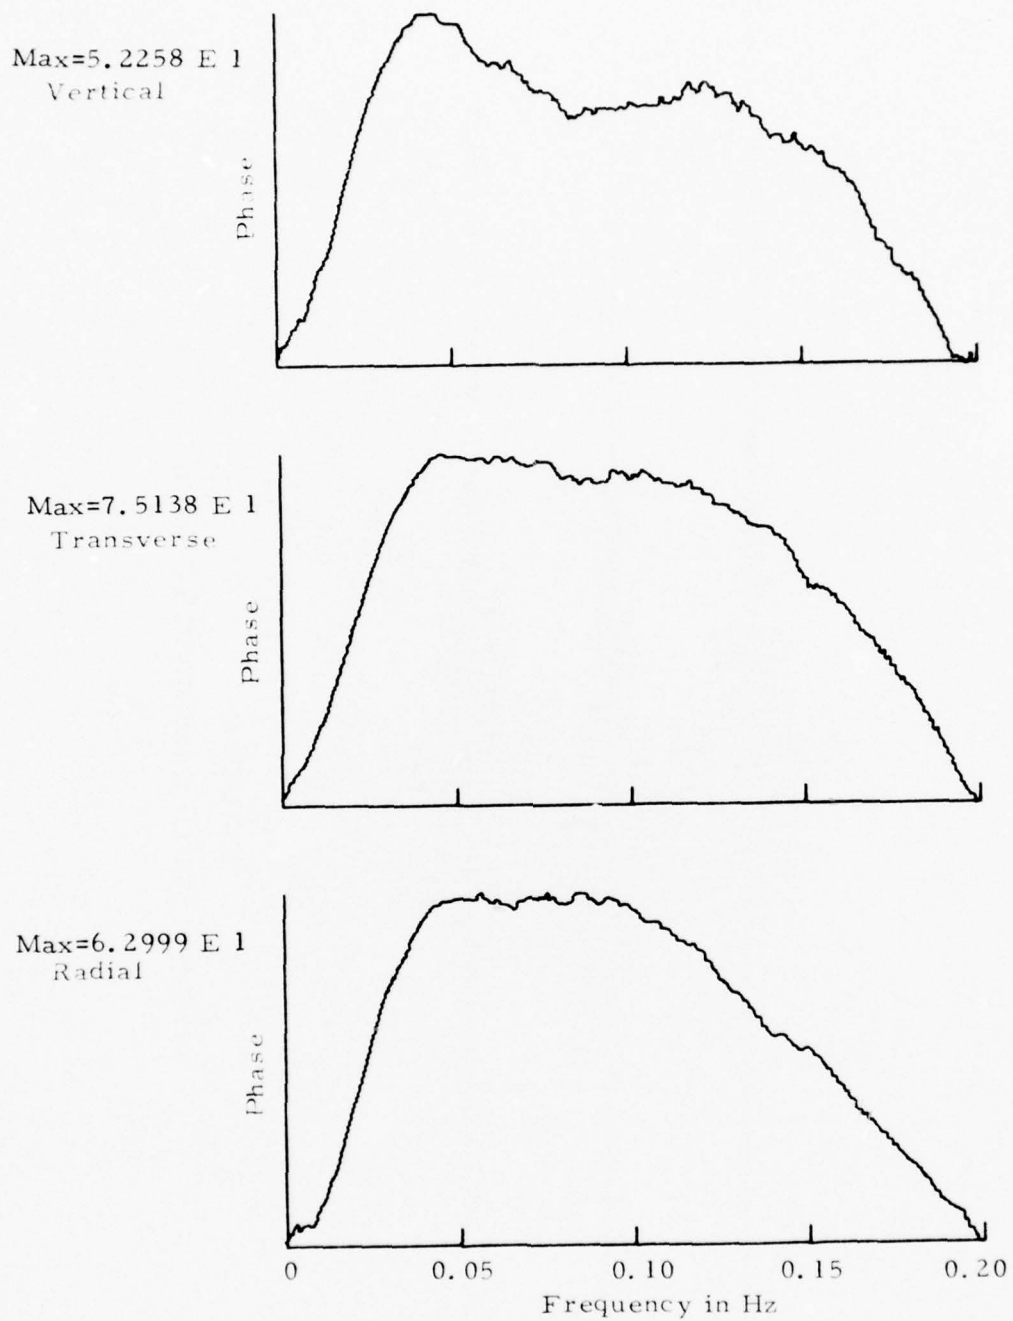 Max=5.2258 E 1
Vertical
Phase
Max=7.5138 E 1
Transverse
Phase
Max=6.2999 E 1
Radial
Phase
0 0.05 0.10 0.15 0.20
Frequency in Hz